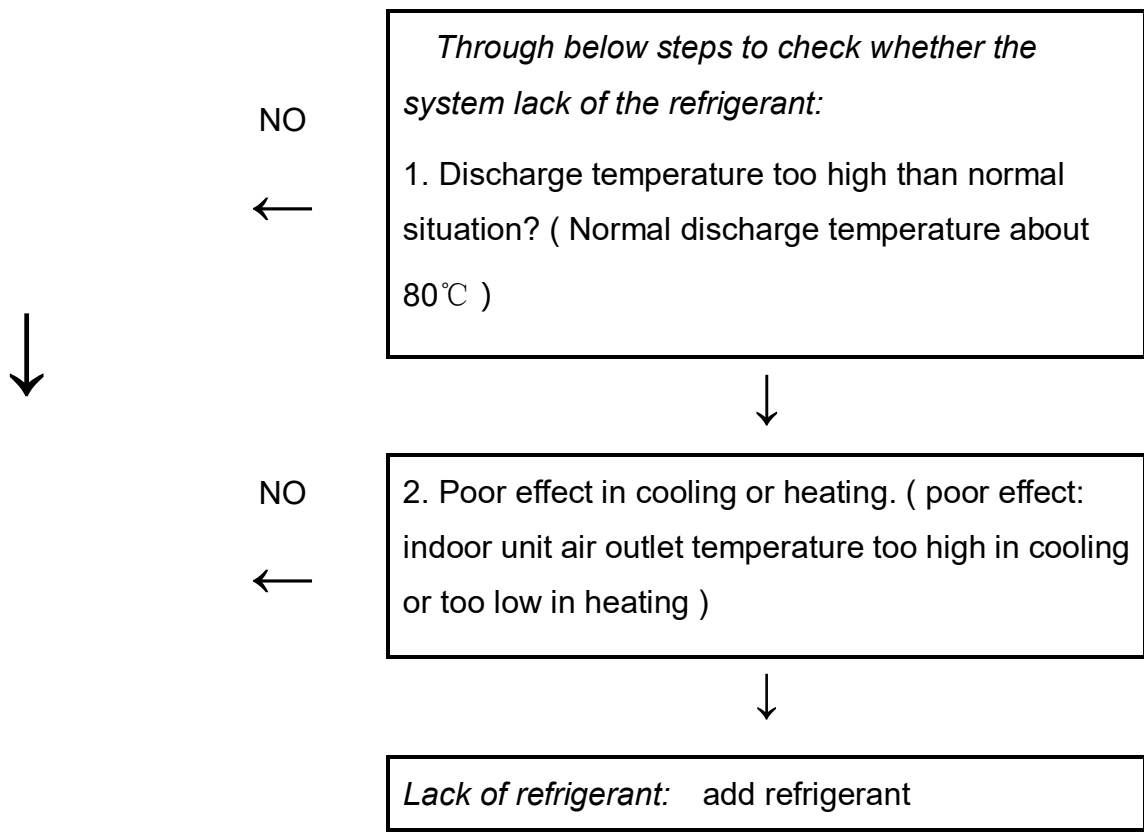 Through below steps to check whether the
system lack of the refrigerant:
NO
1. Discharge temperature too high than normal
situation? ( Normal discharge temperature about
80℃ )
NO
2. Poor effect in cooling or heating. ( poor effect:
indoor unit air outlet temperature too high in cooling
or too low in heating )
Lack of refrigerant: add refrigerant